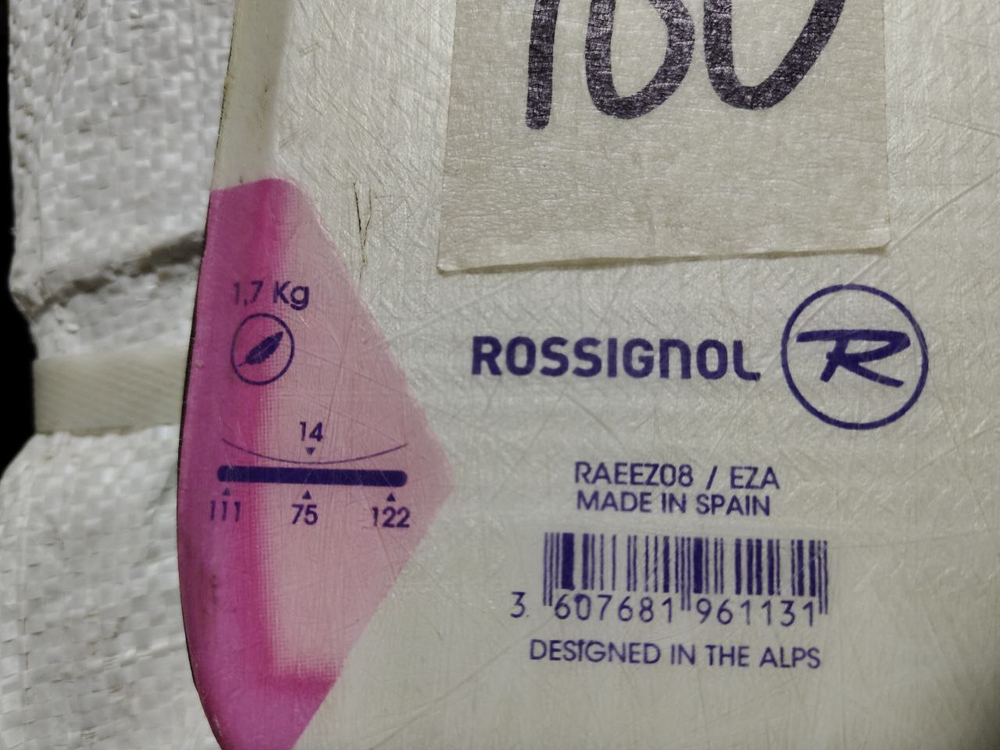 160
1,7 Kg
ROSSIGNOL R
14
111 75 122
RAEEZ08 / EZA
MADE IN SPAIN
3 607681 961131
DESIGNED IN THE ALPS